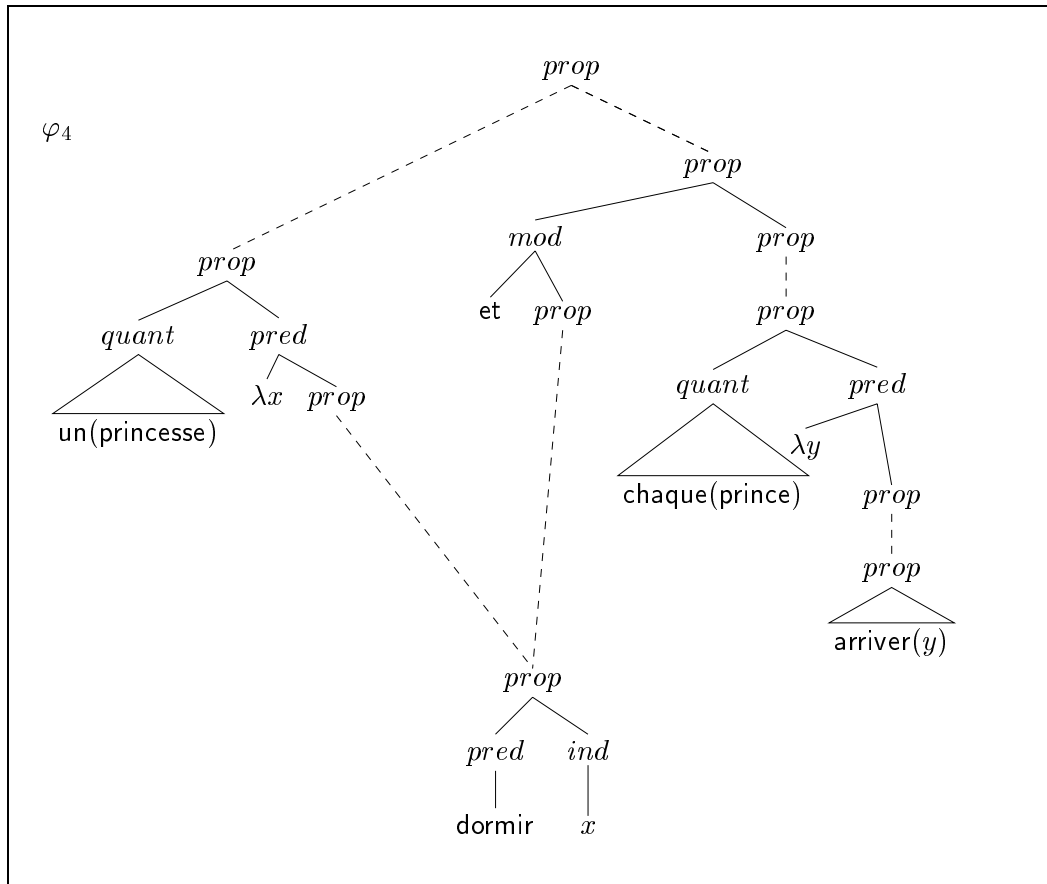 prop
φ4
prop
mod prop
prop
et prop prop
quant pred
λx prop quant pred
un(princesse)
λy
chaque(prince) prop
prop
arriver(y)
prop
pred ind
dormir x